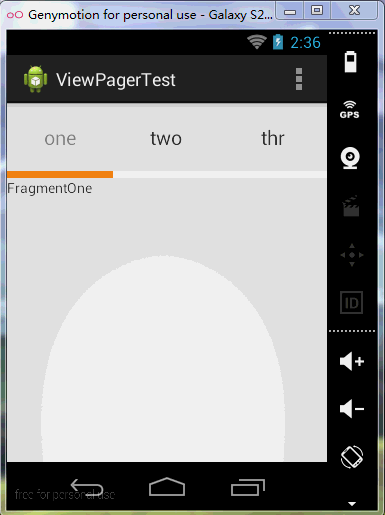 Genymotion for personal use - Galaxy S2...
2:36
ViewPagerTest
GPS
one two thr
FragmentOne
ID
free for personal use